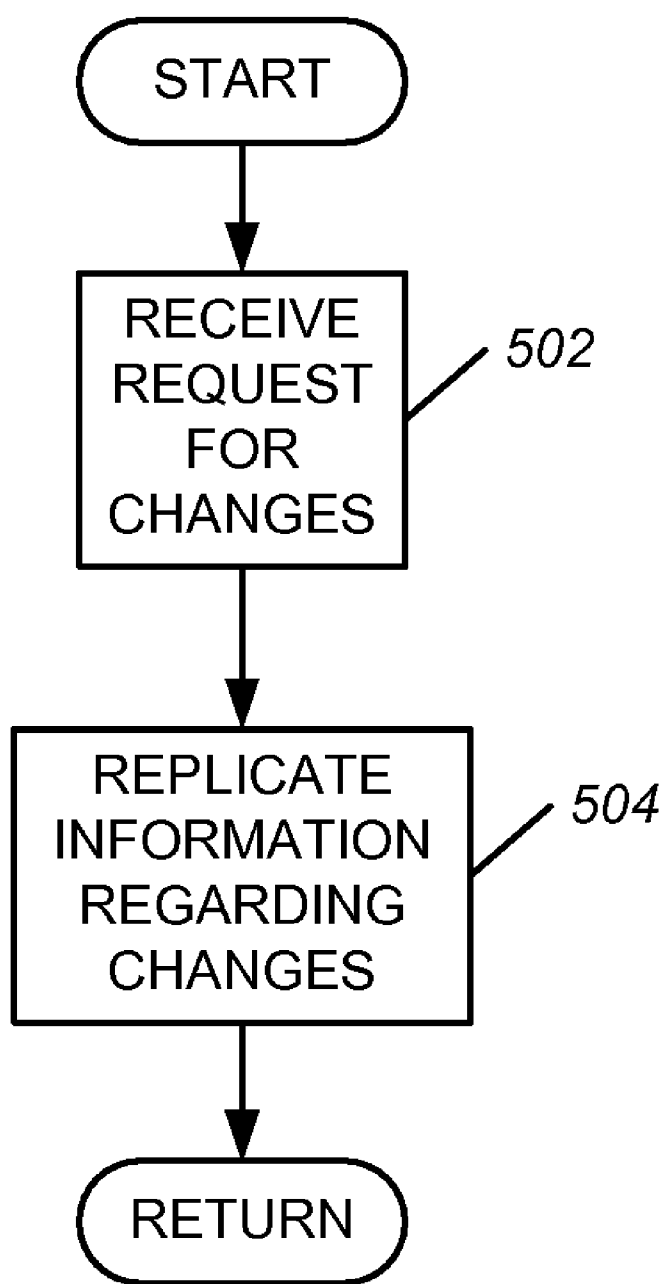 START
RECEIVE
REQUEST
FOR
CHANGES
502
REPLICATE
INFORMATION
REGARDING
CHANGES
504
RETURN